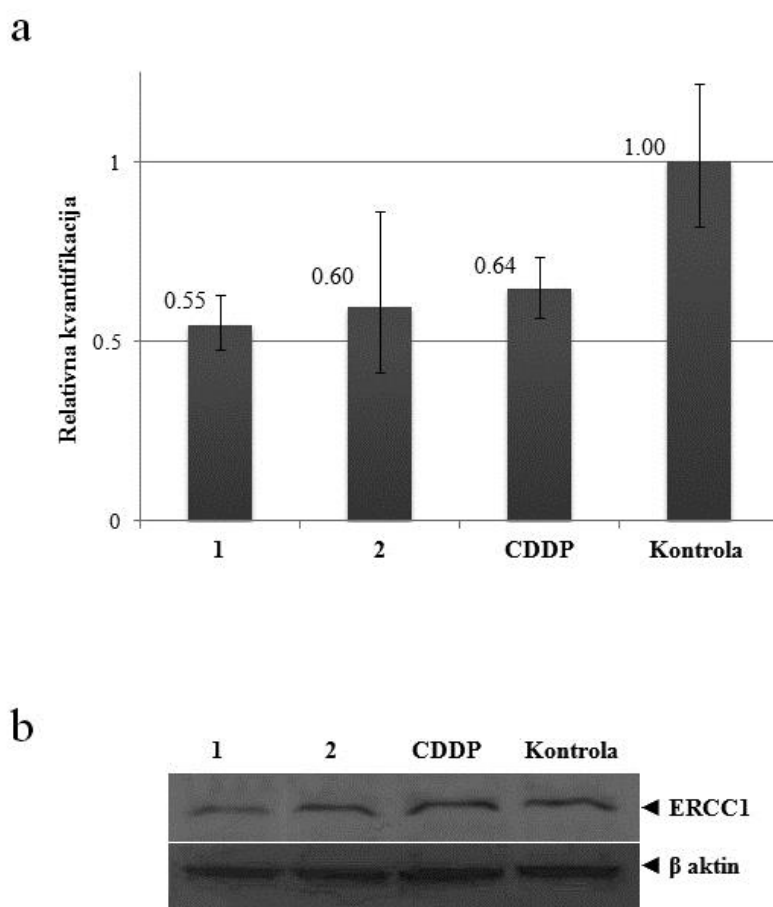 a
1.00
1
0.64
0.60
0.55
0.5
0
Relativna kvantifikacija
1 2 CDDP Kontrola
b
1 2 CDDP Kontrola
◄ ERCC1
◄ β aktin